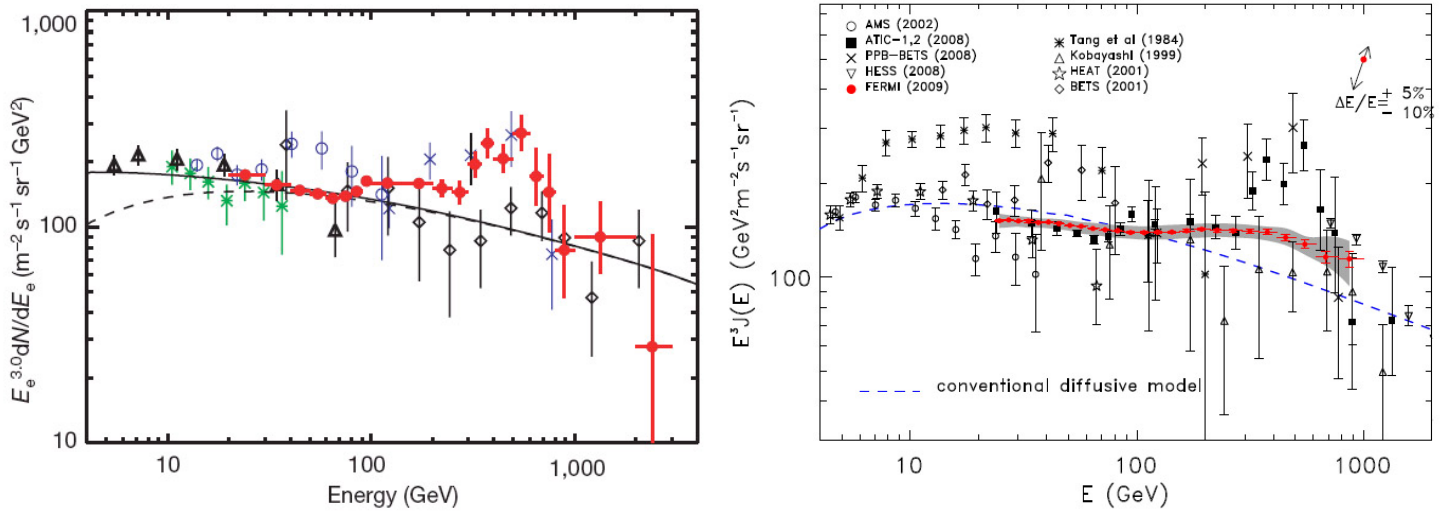 1,000
100
10
E_e^3.0 dN/dE_e (m^-2 s^-1 sr^-1 GeV^2)
10 100 1,000
Energy (GeV)
AMS (2002)
ATIC-1,2 (2008)
PPB-BETS (2008)
HESS (2008)
FERMI (2009)
Tang et al (1984)
Kobayashi (1999)
HEAT (2001)
BETS (2001)
ΔE/E= + 5%
− 10%
100
E^3 J(E) (GeV^2 m^-2 s^-1 sr^-1)
conventional diffusive model
10 100 1000
E (GeV)